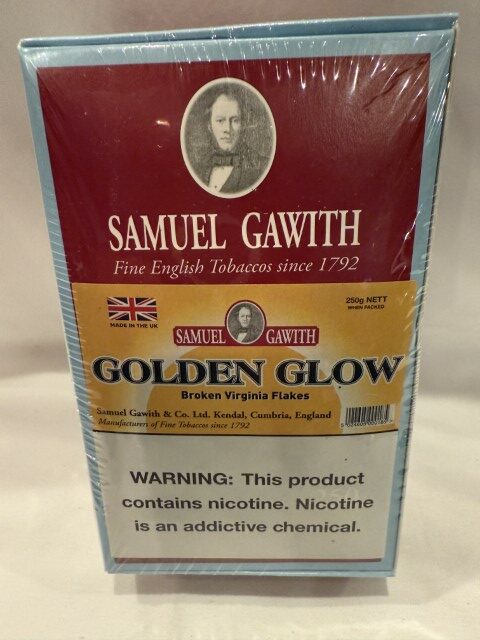 SAMUEL GAWITH
Fine English Tobaccos since 1792
250g NETT
WHEN PACKED
MADE IN THE UK
SAMUEL GAWITH
GOLDEN GLOW
Broken Virginia Flakes
Samuel Gawith & Co. Ltd. Kendal, Cumbria, England
Manufacturers of Fine Tobaccos since 1792
WARNING: This product
contains nicotine. Nicotine
is an addictive chemical.